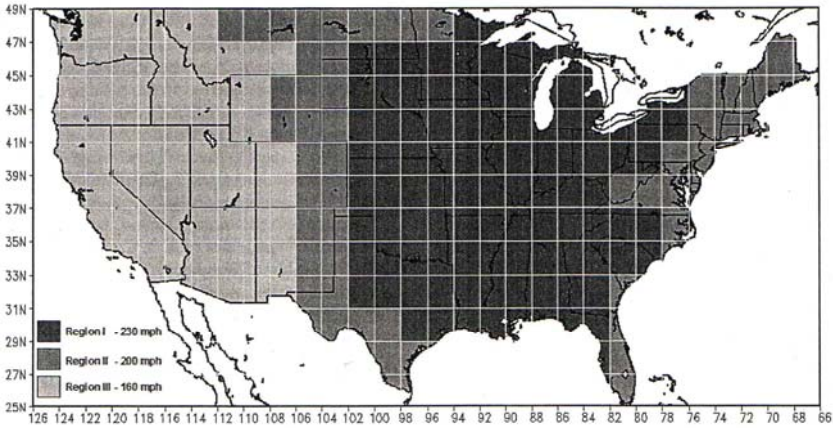 49N
47N
45N
43N
41N
39N
37N
35N
33N
31N
29N
27N
25N
Region I - 230 mph
Region II - 200 mph
Region III - 160 mph
126 124 122 120 118 116 114 112 110 108 106 104 102 100 98 96 94 92 90 88 86 84 82 80 78 76 74 72 70 68 66